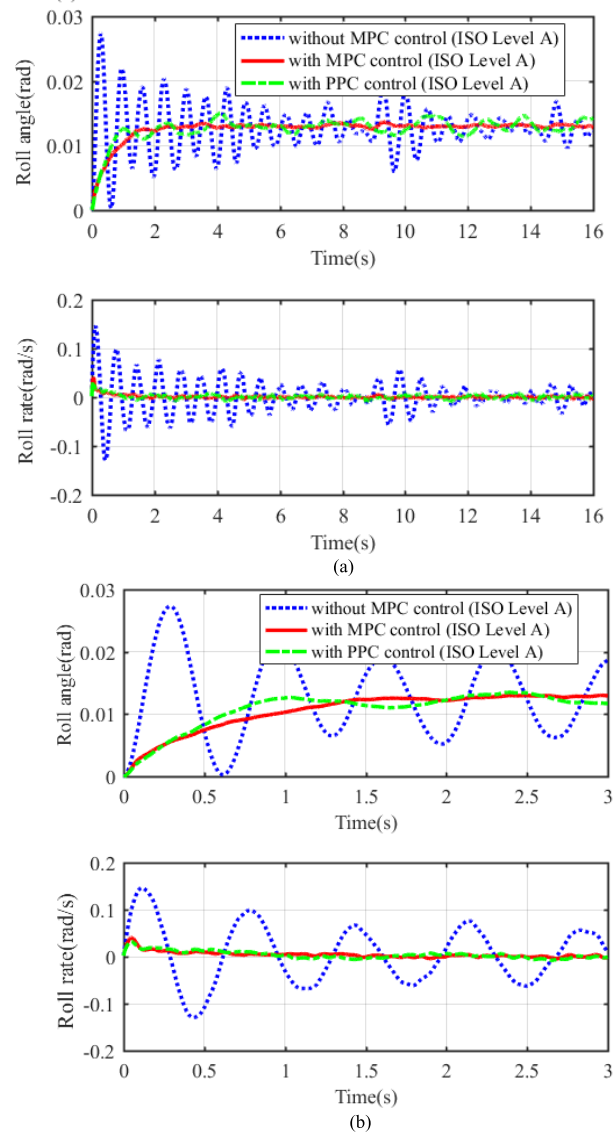 0.03
without MPC control (ISO Level A)
with MPC control (ISO Level A)
with PPC control (ISO Level A)
0.02
0.01
0
Roll angle(rad)
0 2 4 6 8 10 12 14 16
Time(s)
0.2
0.1
0
-0.1
-0.2
Roll rate(rad/s)
0 2 4 6 8 10 12 14 16
Time(s)
(a)
0.03
without MPC control (ISO Level A)
with MPC control (ISO Level A)
with PPC control (ISO Level A)
0.02
0.01
0
Roll angle(rad)
0 0.5 1 1.5 2 2.5 3
Time(s)
0.2
0.1
0
-0.1
-0.2
Roll rate(rad/s)
0 0.5 1 1.5 2 2.5 3
Time(s)
(b)